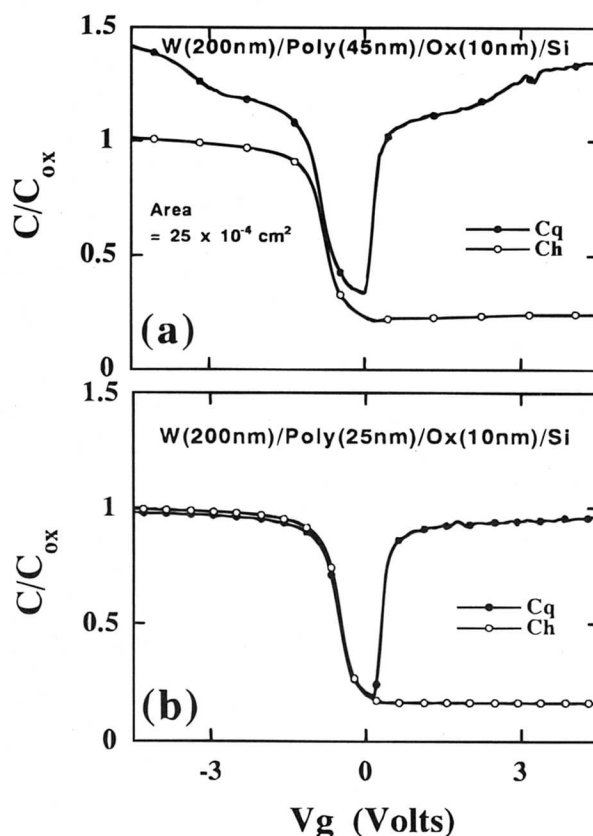 1.5
W(200nm)/Poly(45nm)/Ox(10nm)/Si
1
C/Cox
Area
= 25 x 10⁻⁴ cm²
0.5
Cq
Ch
(a)
0
1.5
W(200nm)/Poly(25nm)/Ox(10nm)/Si
1
C/Cox
0.5
Cq
Ch
(b)
0
-3 0 3
Vg (Volts)